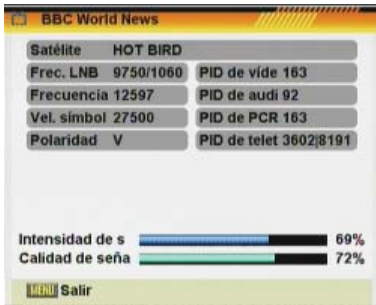 BBC World News
Satélite HOT BIRD
Frec. LNB 9750/1060 PID de víde 163
Frecuencia 12597 PID de audi 92
Vel. símbol 27500 PID de PCR 163
Polaridad V PID de telet 3602|8191
Intensidad de s 69%
Calidad de seña 72%
MENU Salir